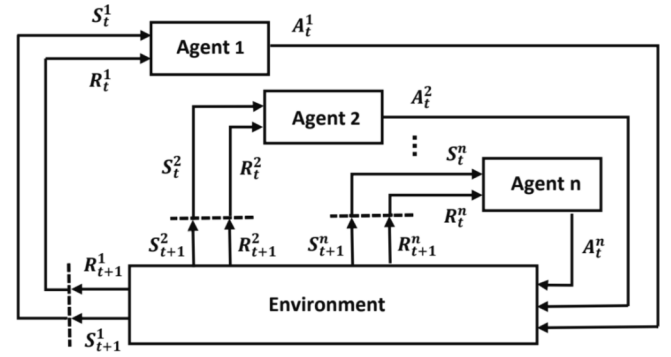 S_t^1
Agent 1
A_t^1
R_t^1
Agent 2
A_t^2
S_t^2
R_t^2
⋮
S_t^n
Agent n
R_t^n
S_{t+1}^2
R_{t+1}^2
S_{t+1}^n
R_{t+1}^n
A_t^n
R_{t+1}^1
Environment
S_{t+1}^1